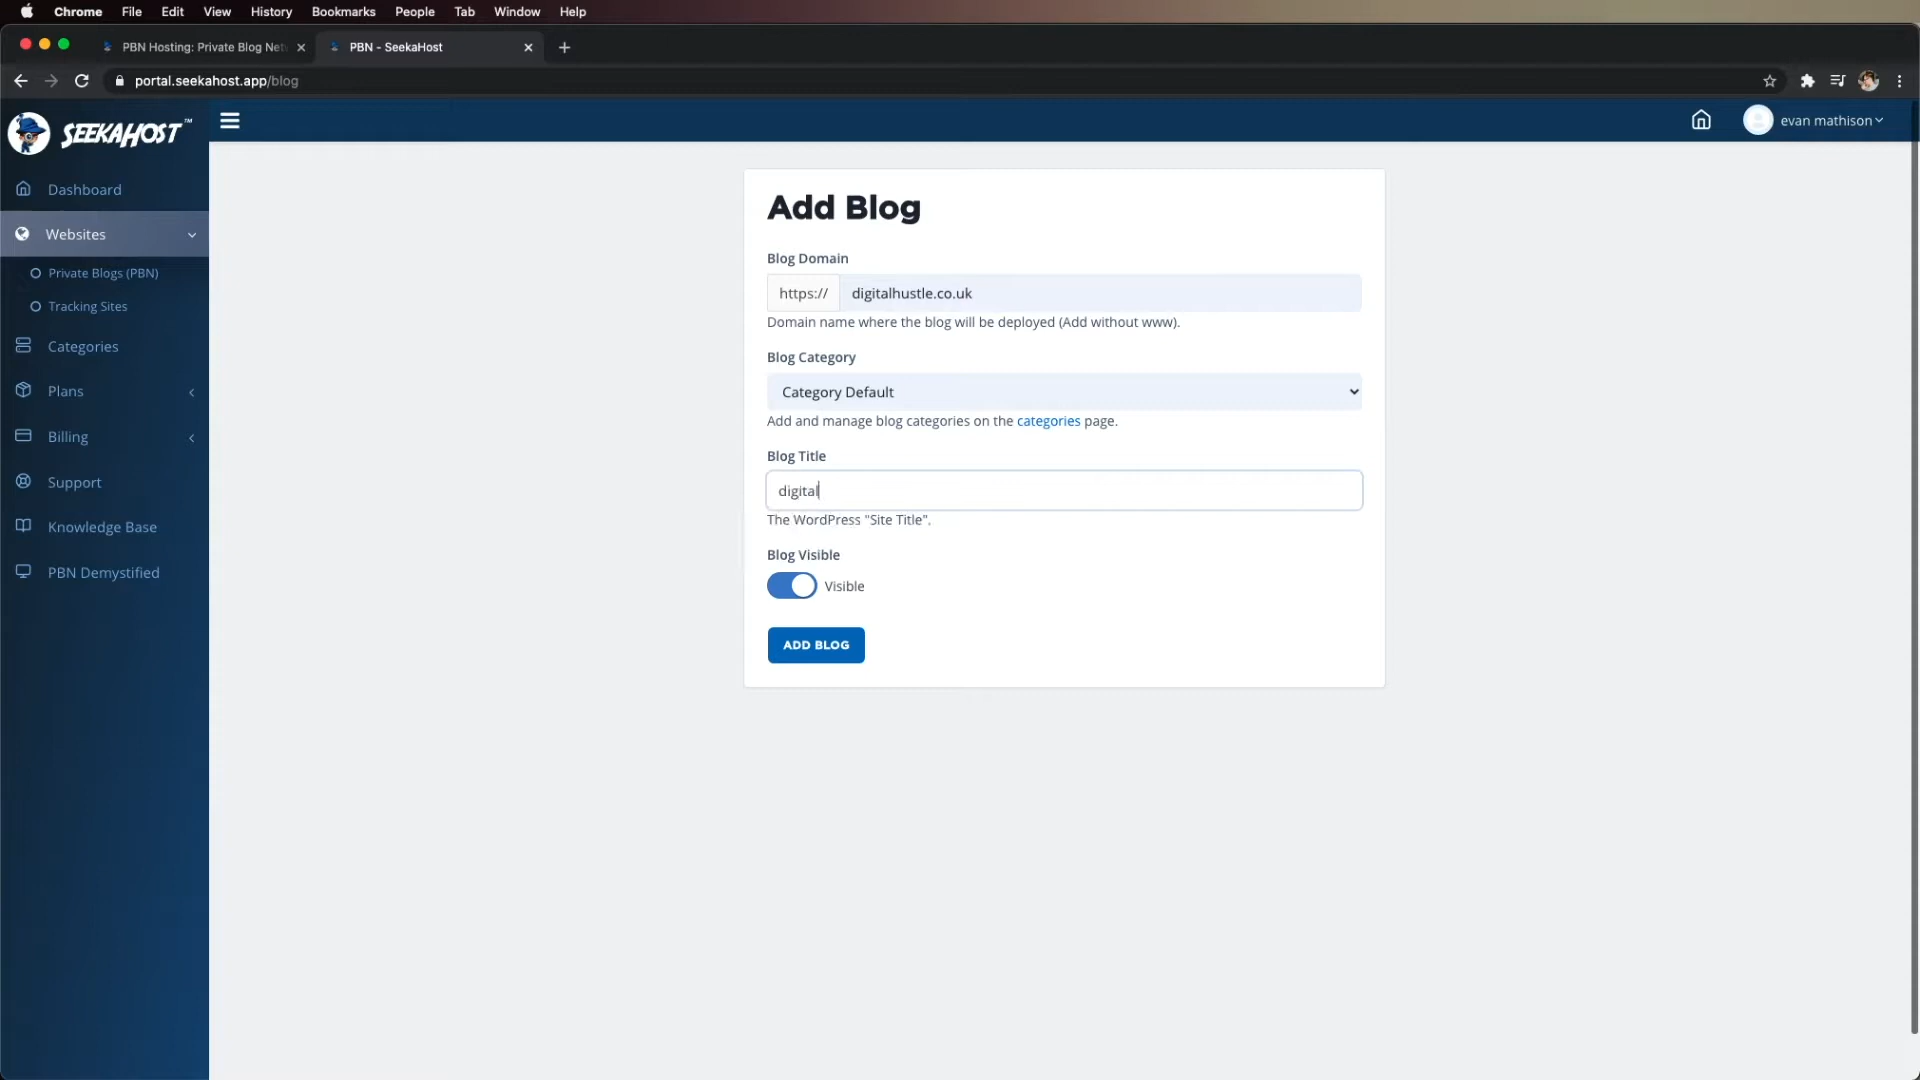 Chrome File Edit View History Bookmarks People Tab Window Help
PBN Hosting: Private Blog Net
PBN - SeekaHost
portal.seekahost.app/blog
SEEKAHOST™
evan mathison
Dashboard
Websites
Private Blogs (PBN)
Tracking Sites
Categories
Plans
Billing
Support
Knowledge Base
PBN Demystified
Add Blog
Blog Domain
https:// digitalhustle.co.uk
Domain name where the blog will be deployed (Add without www).
Blog Category
Category Default
Add and manage blog categories on the categories page.
Blog Title
digital
The WordPress "Site Title".
Blog Visible
Visible
ADD BLOG